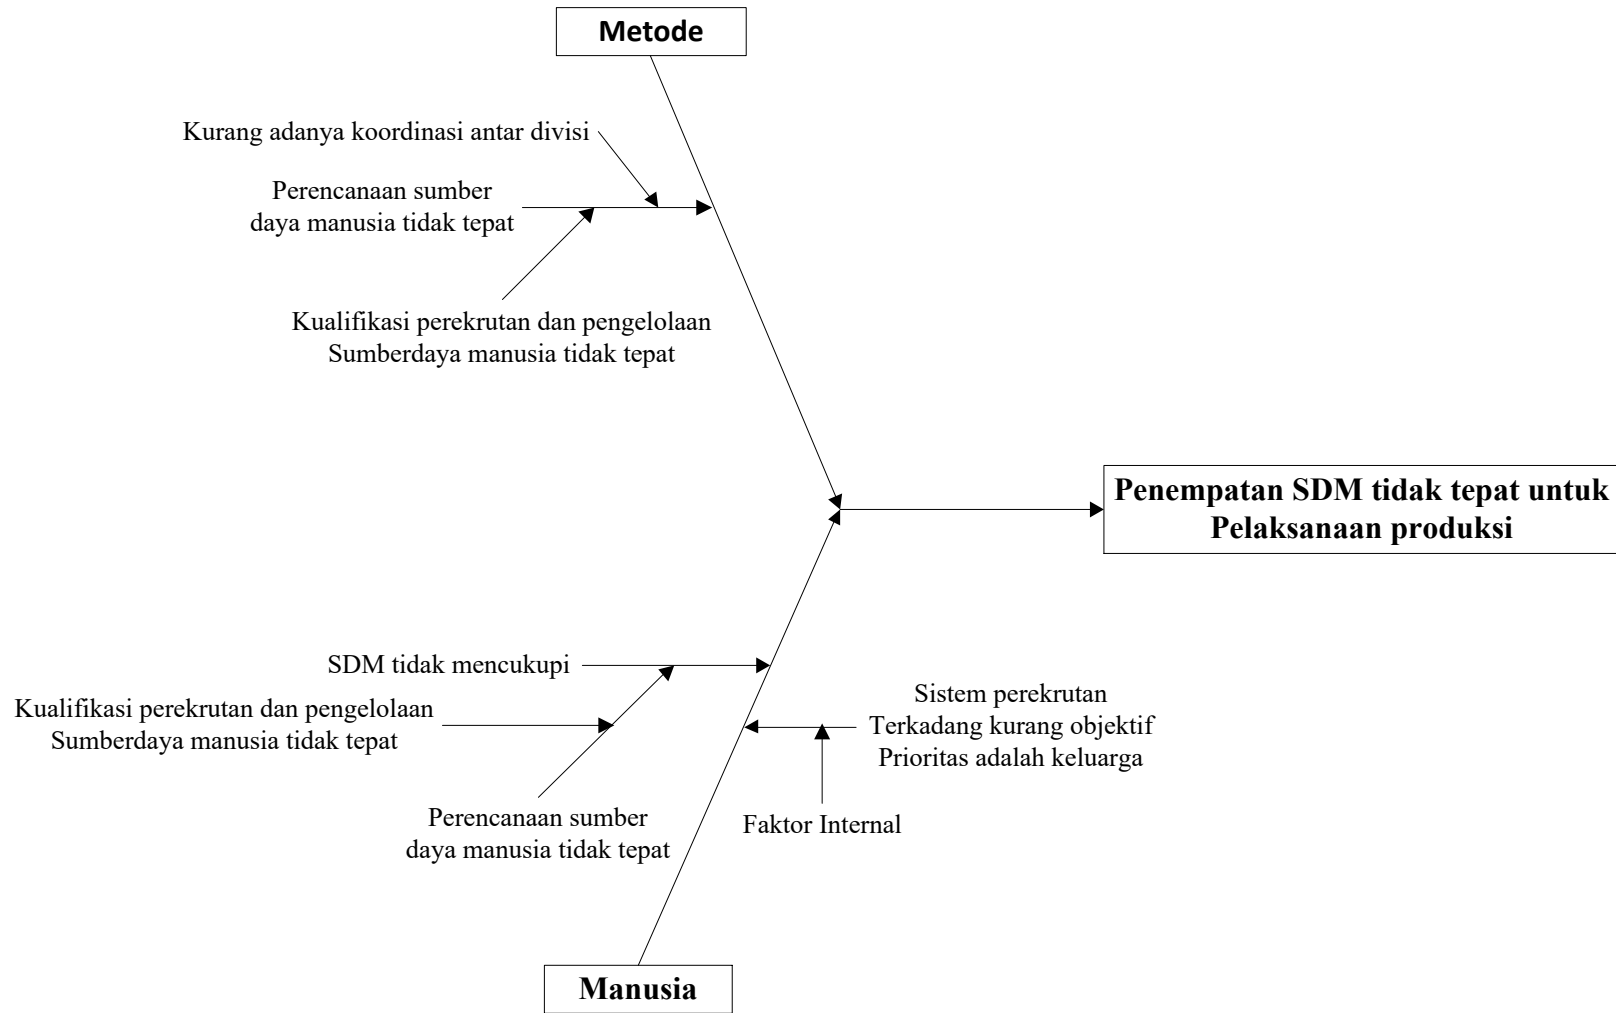 Metode
Kurang adanya koordinasi antar divisi
Perencanaan sumber
daya manusia tidak tepat
Kualifikasi perekrutan dan pengelolaan
Sumberdaya manusia tidak tepat
Penempatan SDM tidak tepat untuk
Pelaksanaan produksi
SDM tidak mencukupi
Kualifikasi perekrutan dan pengelolaan
Sumberdaya manusia tidak tepat
Perencanaan sumber
daya manusia tidak tepat
Sistem perekrutan
Terkadang kurang objektif
Prioritas adalah keluarga
Faktor Internal
Manusia